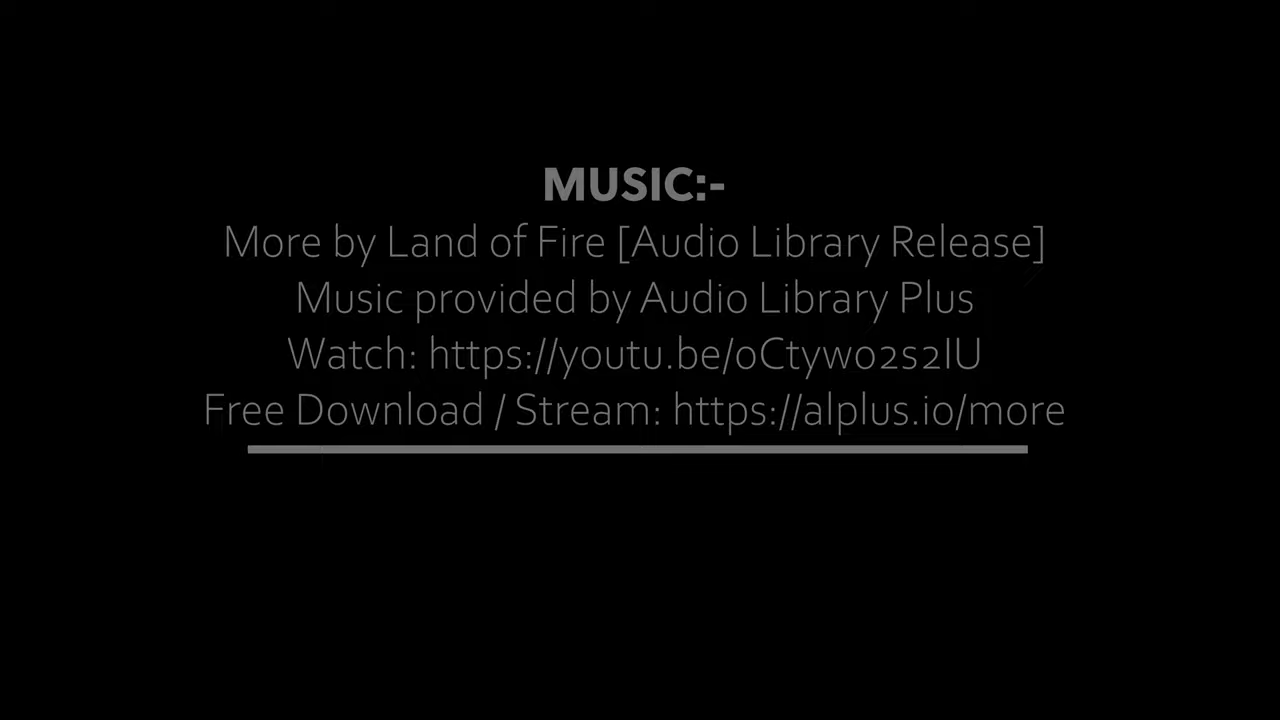 MUSIC:-
More by Land of Fire [Audio Library Release]
Music provided by Audio Library Plus
Watch: https://youtu.be/oCtywo2s2IU
Free Download / Stream: https://alplus.io/more